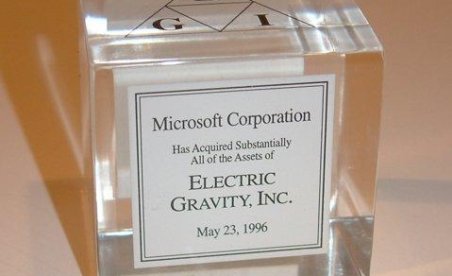 G I
Microsoft Corporation
Has Acquired Substantially
All of the Assets of
ELECTRIC
GRAVITY, INC.
May 23, 1996